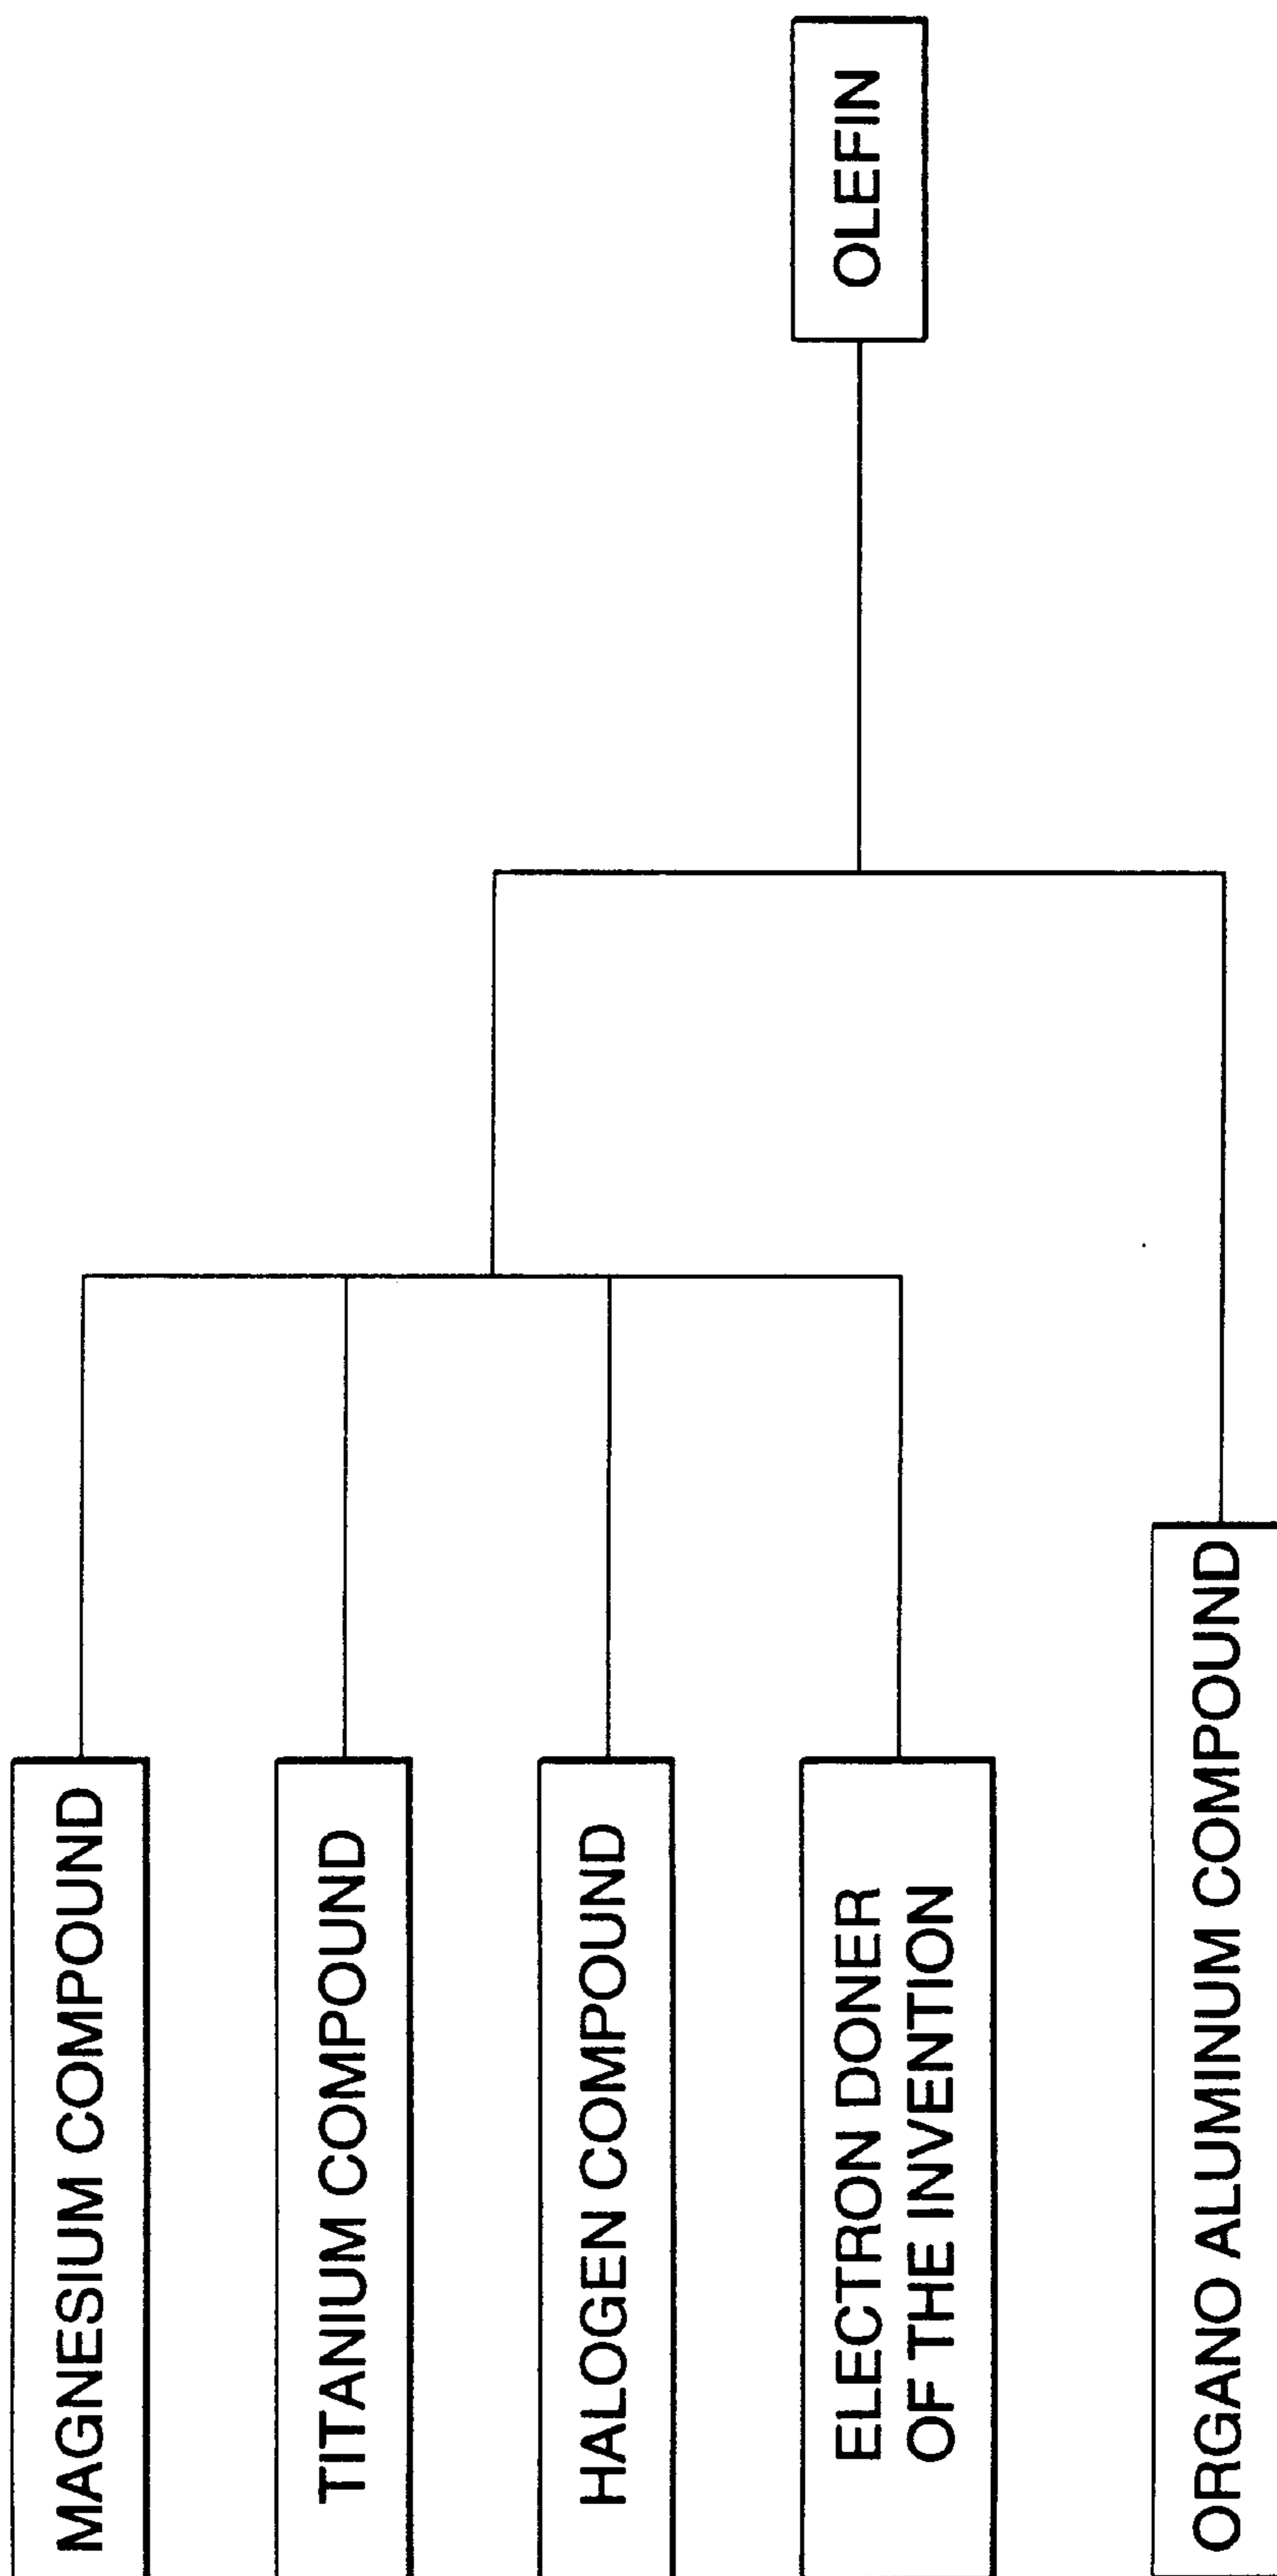 MAGNESIUM COMPOUND
TITANIUM COMPOUND
HALOGEN COMPOUND
ELECTRON DONER
OF THE INVENTION
ORGANO ALUMINUM COMPOUND
OLEFIN